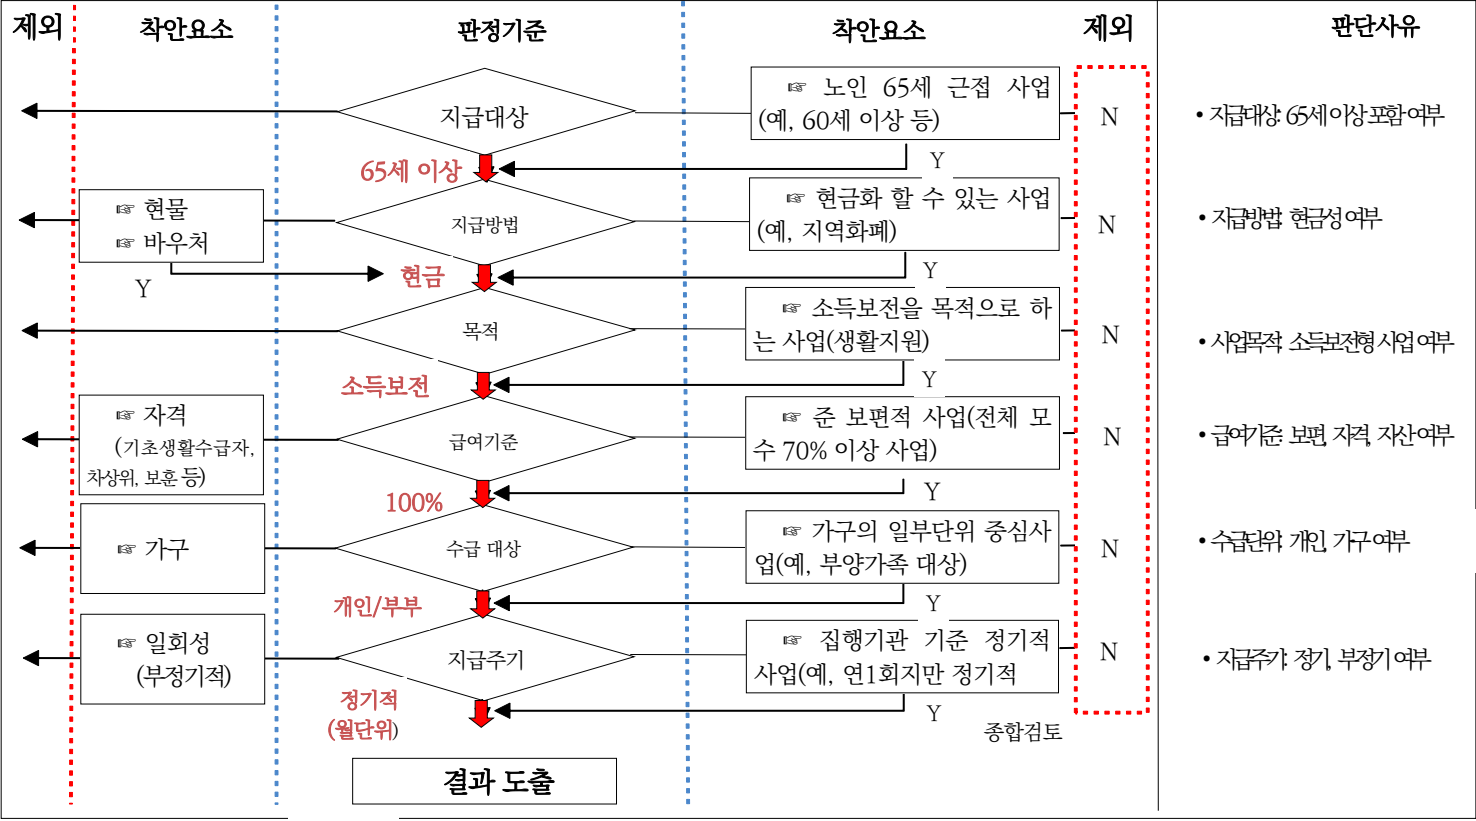 제외
착안요소
판정기준
착안요소
제외
판단사유
지급대상
☞ 노인 65세 근접 사업
(예, 60세 이상 등)
N
• 지급대상: 65세 이상 포함 여부
65세 이상
Y
☞ 현물
☞ 바우처
지급방법
☞ 현금화 할 수 있는 사업
(예, 지역화폐)
N
• 지급방법: 현금성 여부
Y
현금
Y
목적
☞ 소득보전을 목적으로 하
는 사업(생활지원)
N
• 사업목적: 소득보전형 사업 여부
소득보전
Y
☞ 자격
(기초생활수급자,
차상위, 보훈 등)
급여기준
☞ 준 보편적 사업(전체 모
수 70% 이상 사업)
N
• 급여기준: 보편, 자격, 자산 여부
100%
Y
☞ 가구
수급 대상
☞ 가구의 일부단위 중심사
업(예, 부양가족 대상)
N
• 수급단위: 개인, 가구 여부
개인/부부
Y
☞ 일회성
(부정기적)
지급주기
☞ 집행기관 기준 정기적
사업(예, 연1회지만 정기적
N
• 지급주기: 정기, 부정기 여부
정기적
(월단위)
Y
종합검토
결과 도출